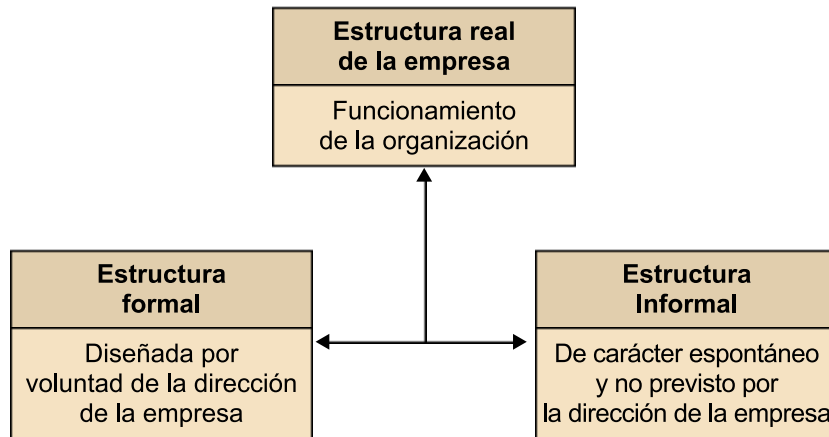 Estructura real
de la empresa
Funcionamiento
de la organización
Estructura
formal
Diseñada por
voluntad de la dirección
de la empresa
Estructura
Informal
De carácter espontáneo
y no previsto por
la dirección de la empresa